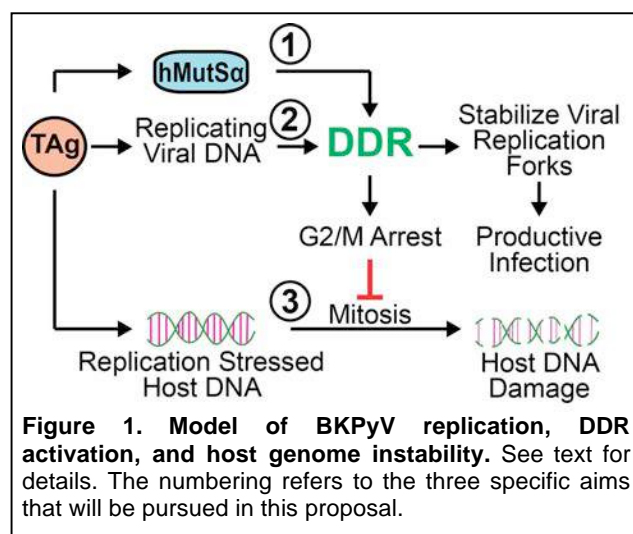 1
hMutSα
TAg
Replicating
Viral DNA
2
DDR
Stabilize Viral
Replication
Forks
G2/M Arrest
Productive
Infection
3
Mitosis
Replication Stressed
Host DNA
Host DNA
Damage
Figure 1. Model of BKPyV replication, DDR
activation, and host genome instability. See text for
details. The numbering refers to the three specific aims
that will be pursued in this proposal.